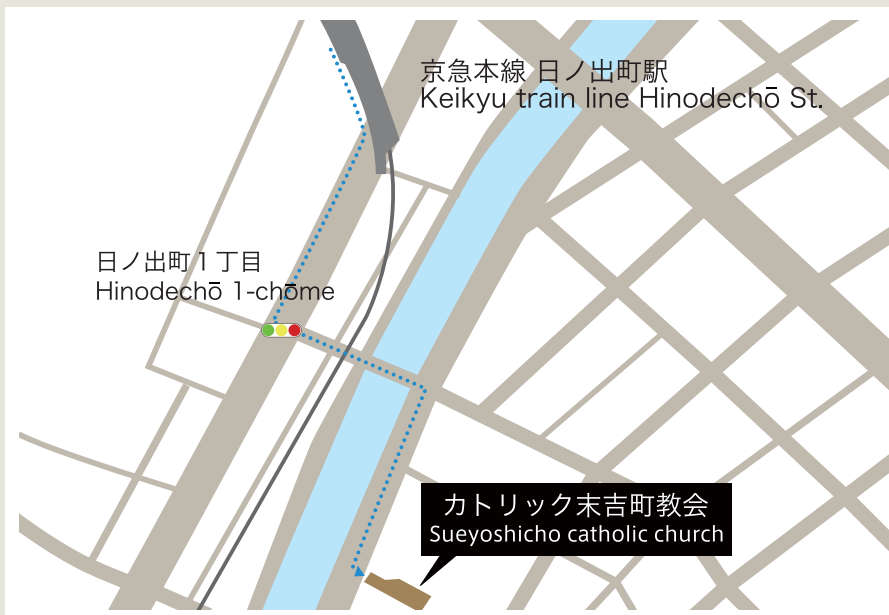 京急本線 日ノ出町駅
Keikyu train line Hinodechō St.
日ノ出町１丁目
Hinodechō 1-chōme
カトリック末吉町教会
Sueyoshicho catholic church